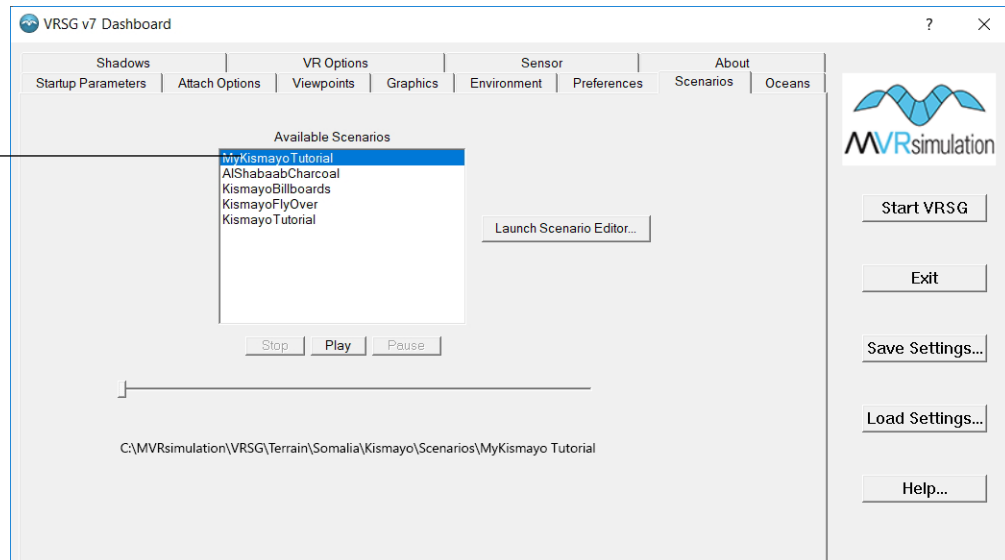 VRSG v7 Dashboard ? ×
Shadows VR Options Sensor About
Startup Parameters Attach Options Viewpoints Graphics Environment Preferences Scenarios Oceans
Available Scenarios
MyKismayoTutorial
AlShabaabCharcoal
KismayoBillboards
KismayoFlyOver
KismayoTutorial
Launch Scenario Editor...
Stop Play Pause
C:\MVRsimulation\VRSG\Terrain\Somalia\Kismayo\Scenarios\MyKismayo Tutorial
MVRsimulation
Start VRSG
Exit
Save Settings...
Load Settings...
Help...